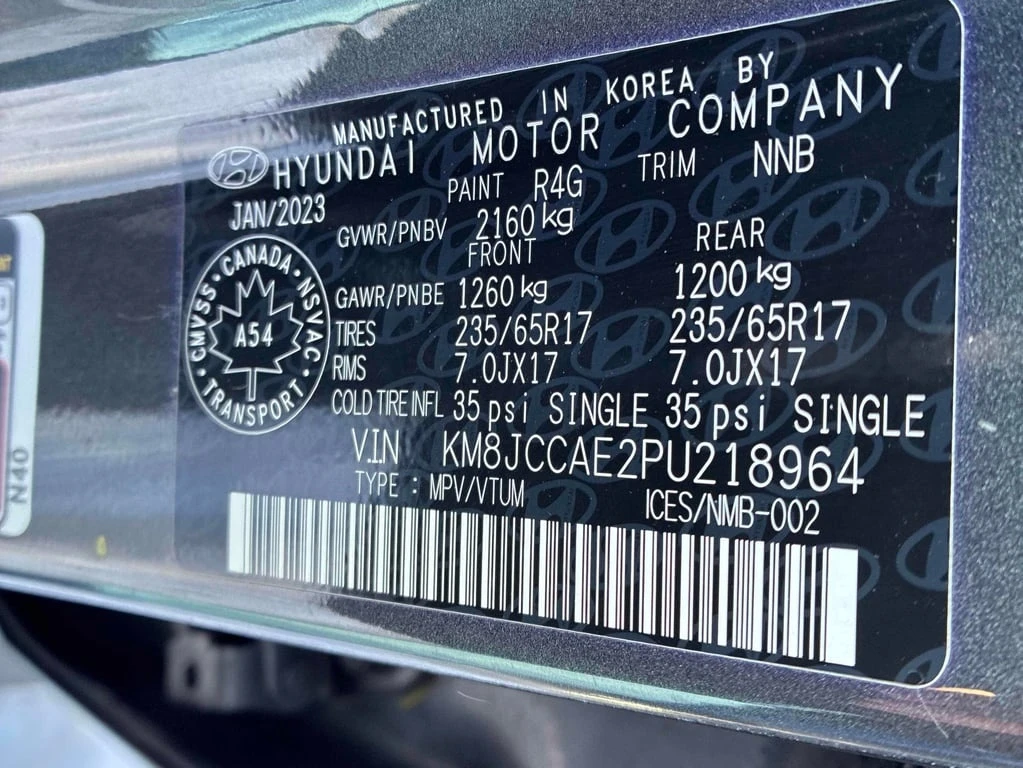 MANUFACTURED IN KOREA BY
HYUNDAI MOTOR COMPANY
JAN/2023 PAINT R4G TRIM NNB
GVWR/PNBV 2160 kg
FRONT REAR
GAWR/PNBE 1260 kg 1200 kg
TIRES 235/65R17 235/65R17
RIMS 7.0JX17 7.0JX17
COLD TIRE INFL 35 psi SINGLE 35 psi SINGLE
V.I.N KM8JCCAE2PU218964
TYPE : MPV/VTUM ICES/NMB-002
CANADA · NSVAC · TRANSPORT · CMVSS ·
A54
N40